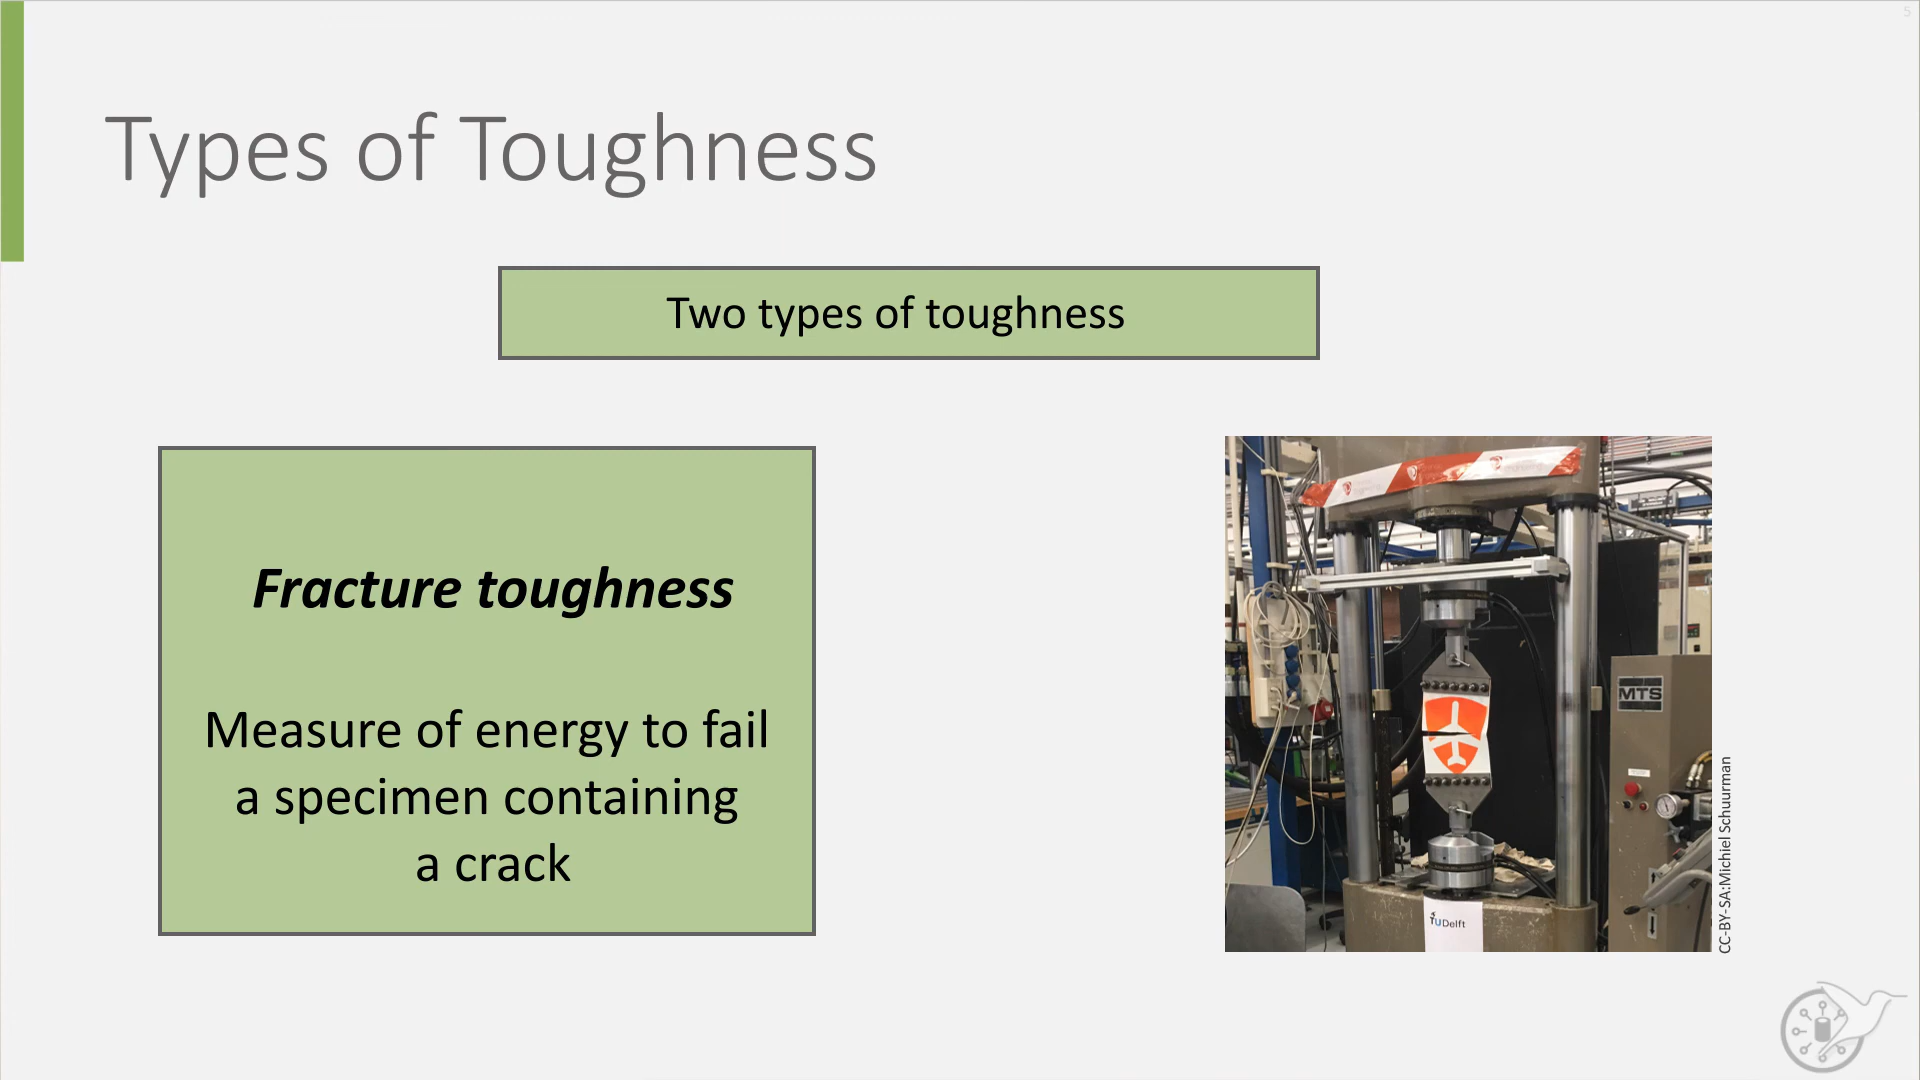 5
Types of Toughness
Two types of toughness
Fracture toughness
Measure of energy to fail
a specimen containing
a crack
MTS
TUDelft
CC-BY-SA:Michiel Schuurman